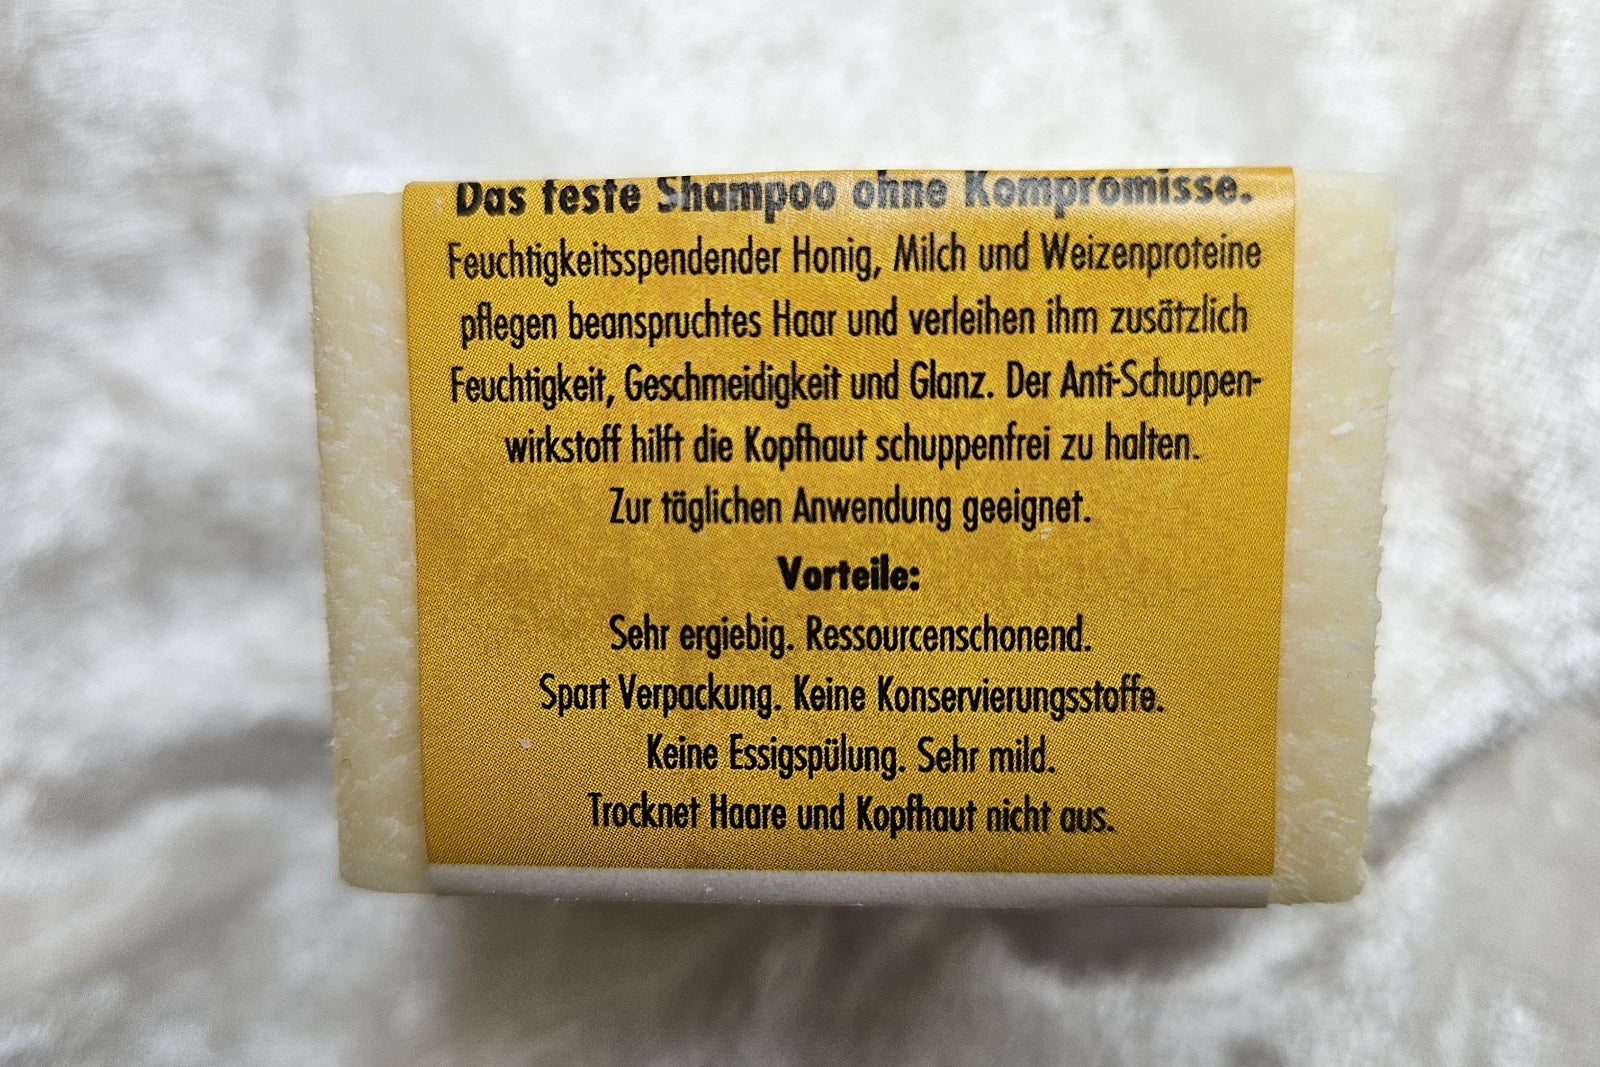 Das feste Shampoo ohne Kompromisse.
Feuchtigkeitsspendender Honig, Milch und Weizenproteine
pflegen beanspruchtes Haar und verleihen ihm zusätzlich
Feuchtigkeit, Geschmeidigkeit und Glanz. Der Anti-Schuppen-
wirkstoff hilft die Kopfhaut schuppenfrei zu halten.
Zur täglichen Anwendung geeignet.
Vorteile:
Sehr ergiebig. Ressourcenschonend.
Spart Verpackung. Keine Konservierungsstoffe.
Keine Essigspülung. Sehr mild.
Trocknet Haare und Kopfhaut nicht aus.